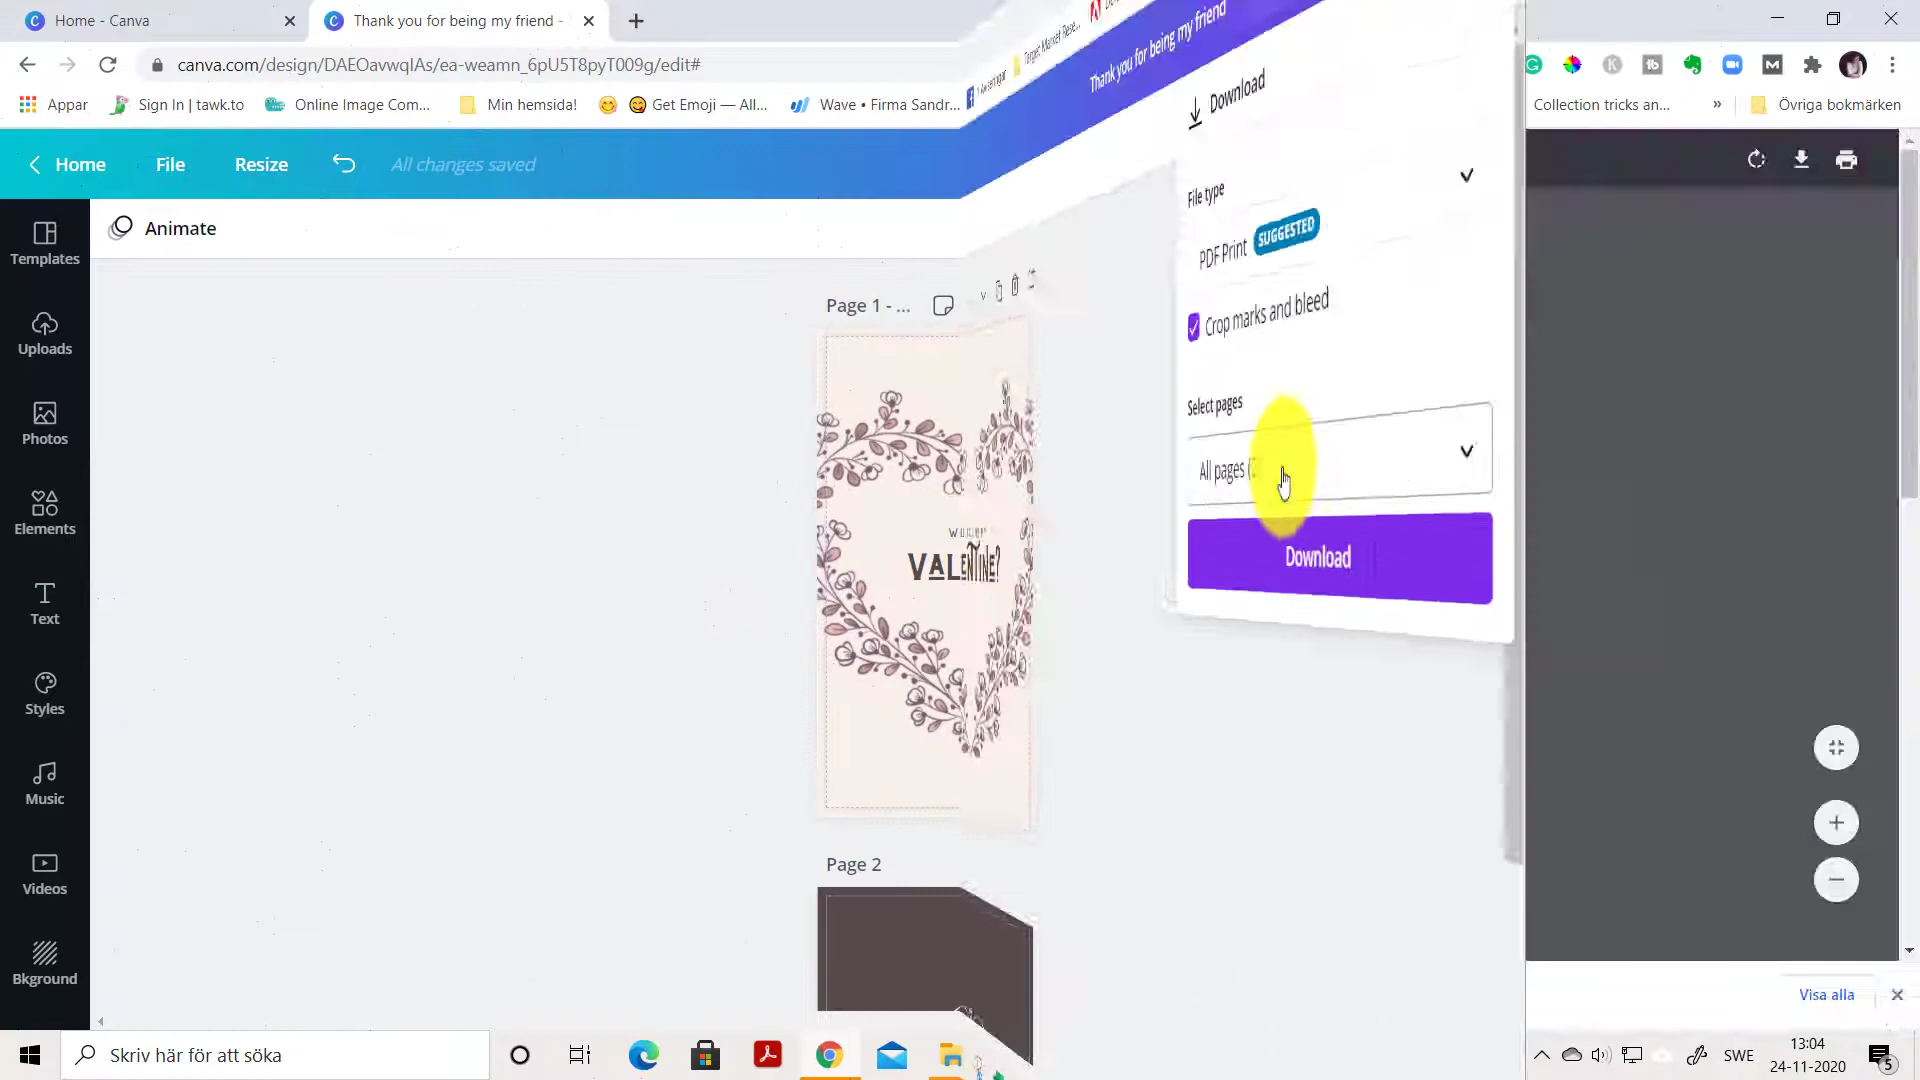 Home - Canva
Thank you for being my friend -
canva.com/design/DAEOavwqIAs/ea-weamn_6pU5T8pyT009g/edit#
Appar
Sign In | tawk.to
Online Image Com...
Min hemsida!
Get Emoji — All...
Wave • Firma Sandr...
Target Market Rese...
Collection tricks an...
»
Övriga bokmärken
Home
File
Resize
All changes saved
Thank you for being my friend
Animate
Download
File type
PDF Print
SUGGESTED
Crop marks and bleed
Select pages
All pages
Download
Page 1 - ...
VALENTINE?
Page 2
Templates
Uploads
Photos
Elements
Text
Styles
Music
Videos
Bkground
Visa alla
Skriv här för att söka
SWE
13:04
24-11-2020
5